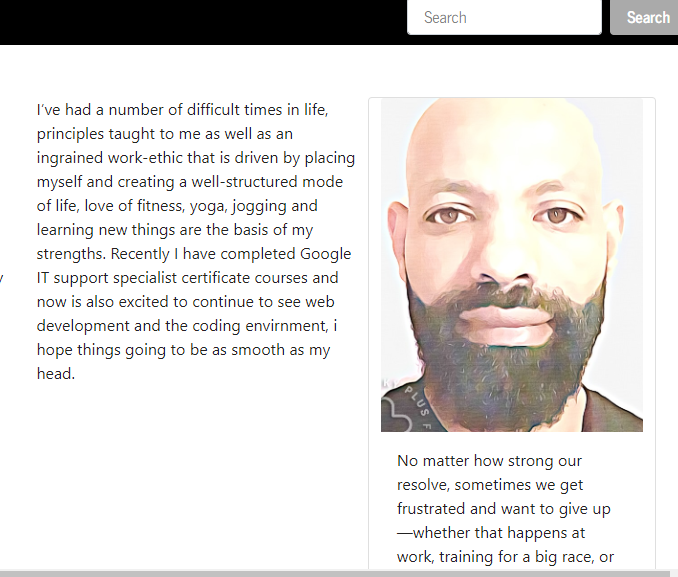 Search
Search
I've had a number of difficult times in life,
principles taught to me as well as an
ingrained work-ethic that is driven by placing
myself and creating a well-structured mode
of life, love of fitness, yoga, jogging and
learning new things are the basis of my
strengths. Recently I have completed Google
IT support specialist certificate courses and
now is also excited to continue to see web
development and the coding envirnment, i
hope things going to be as smooth as my
head.
PLUS F
No matter how strong our
resolve, sometimes we get
frustrated and want to give up
—whether that happens at
work, training for a big race, or